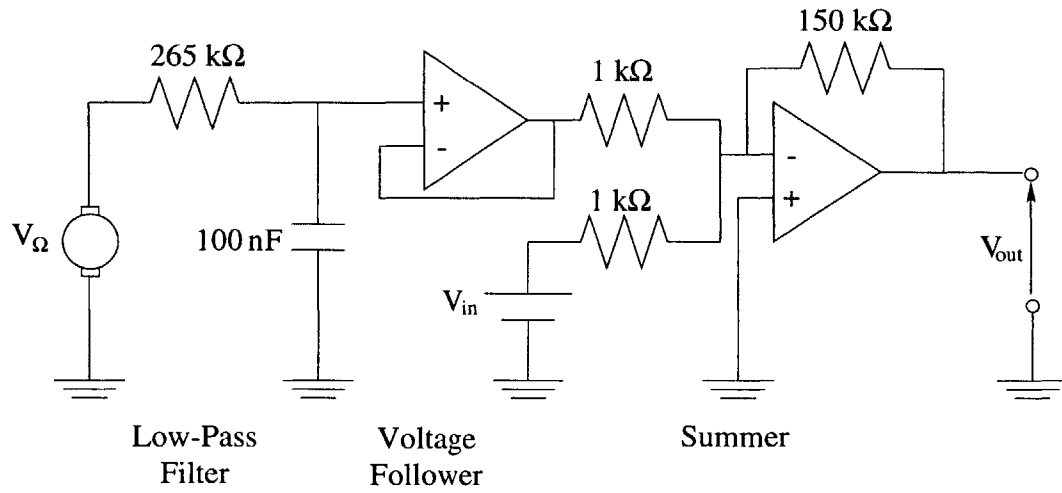 265 kΩ
150 kΩ
1 kΩ
+
-
-
+
1 kΩ
VΩ
100 nF
Vin
Vout
Low-Pass
Filter
Voltage
Follower
Summer